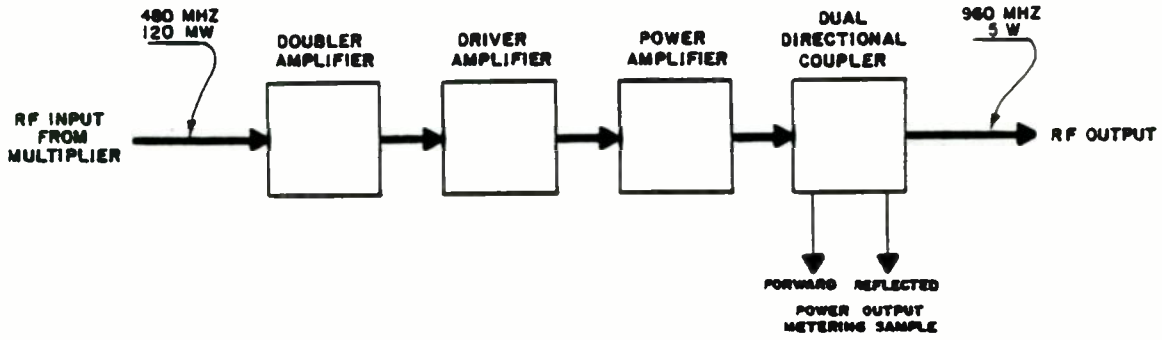 480 MHZ
120 MW
DOUBLER
AMPLIFIER
DRIVER
AMPLIFIER
POWER
AMPLIFIER
DUAL
DIRECTIONAL
COUPLER
960 MHZ
5 W
RF INPUT
FROM
MULTIPLIER
RF OUTPUT
FORWARD REFLECTED
POWER OUTPUT
METERING SAMPLE